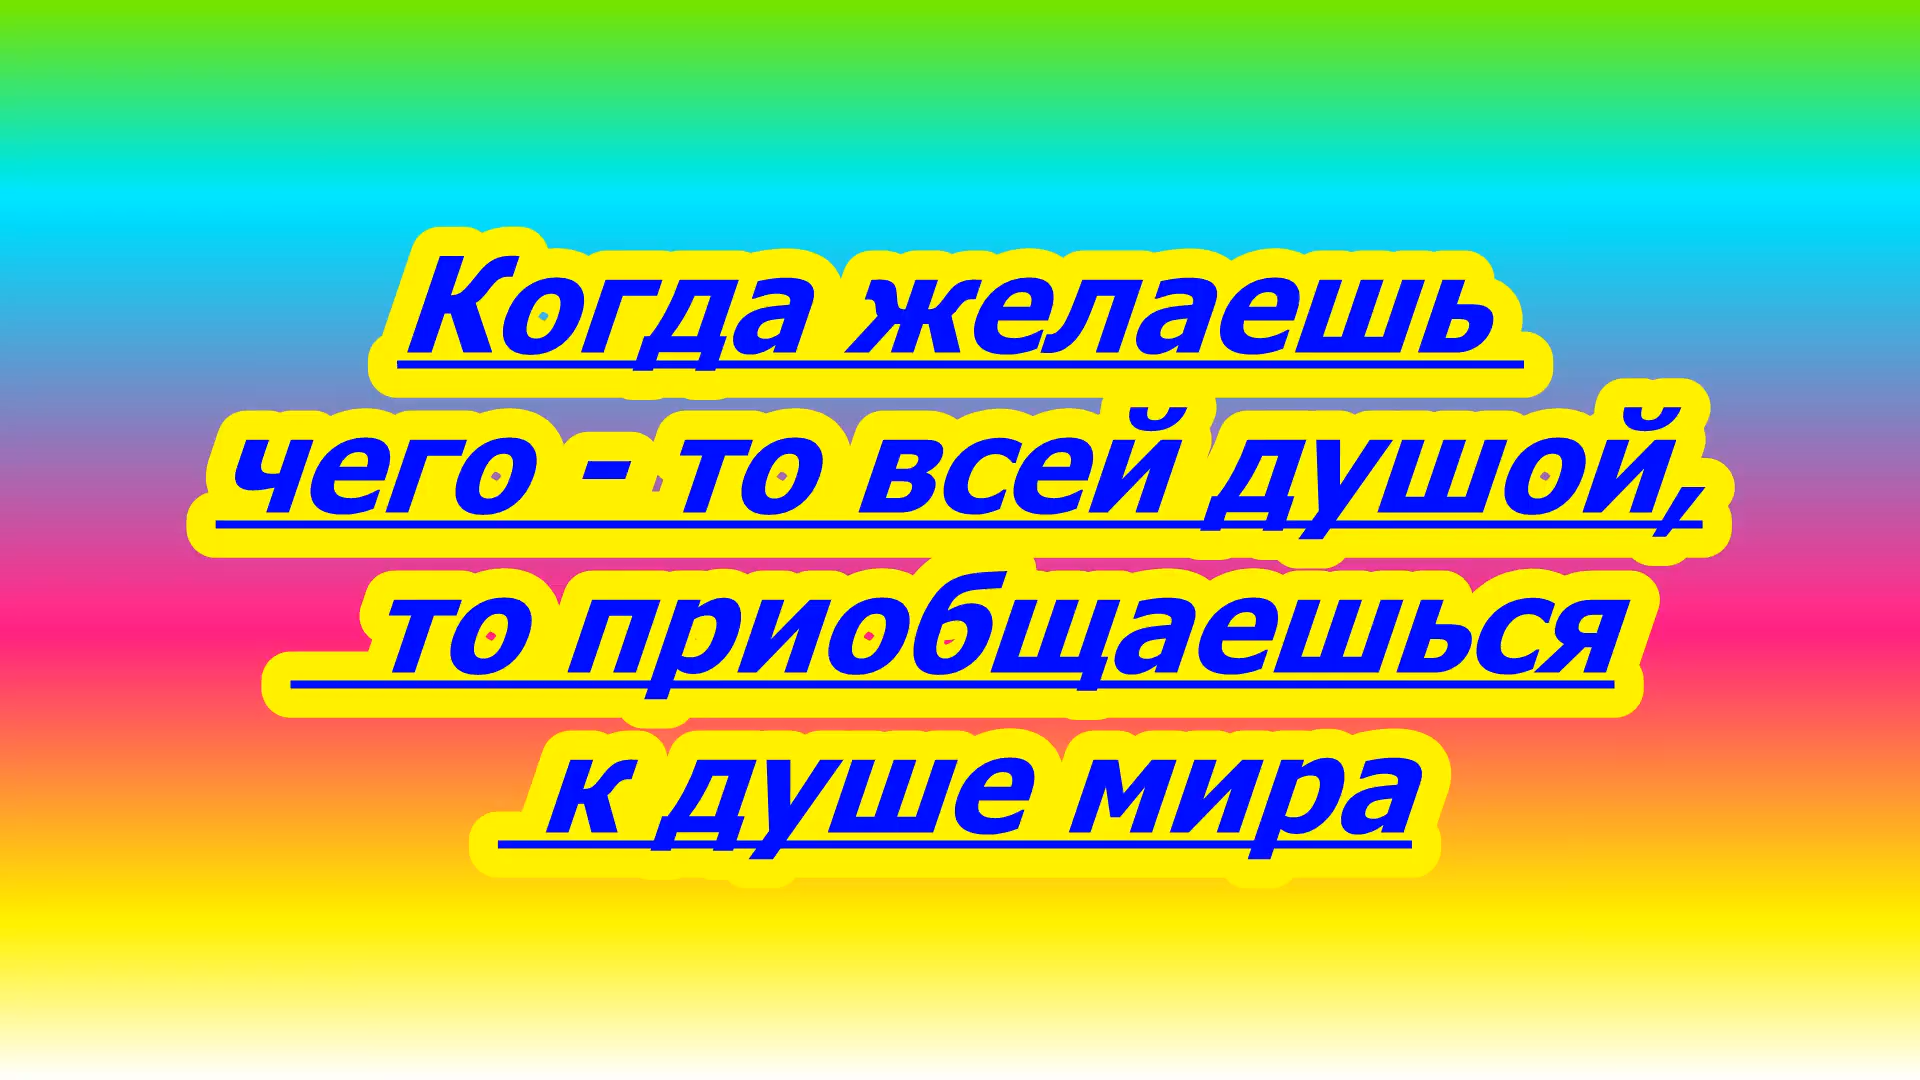 Когда желаешь
чего - то всей душой,
то приобщаешься
к душе мира